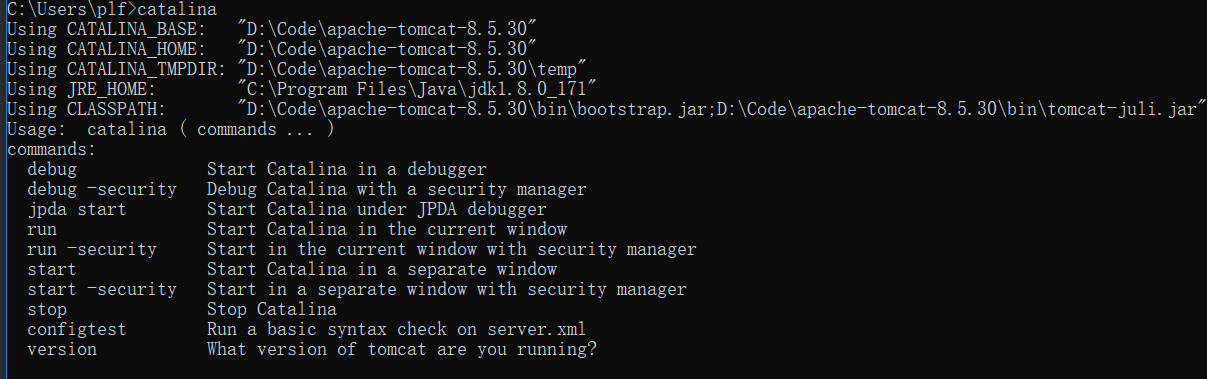 C:\Users\plf>catalina
Using CATALINA_BASE:   "D:\Code\apache-tomcat-8.5.30"
Using CATALINA_HOME:   "D:\Code\apache-tomcat-8.5.30"
Using CATALINA_TMPDIR: "D:\Code\apache-tomcat-8.5.30\temp"
Using JRE_HOME:        "C:\Program Files\Java\jdk1.8.0_171"
Using CLASSPATH:       "D:\Code\apache-tomcat-8.5.30\bin\bootstrap.jar;D:\Code\apache-tomcat-8.5.30\bin\tomcat-juli.jar"
Usage:  catalina ( commands ... )
commands:
  debug             Start Catalina in a debugger
  debug -security   Debug Catalina with a security manager
  jpda start        Start Catalina under JPDA debugger
  run               Start Catalina in the current window
  run -security     Start in the current window with security manager
  start             Start Catalina in a separate window
  start -security   Start in a separate window with security manager
  stop              Stop Catalina
  configtest        Run a basic syntax check on server.xml
  version           What version of tomcat are you running?